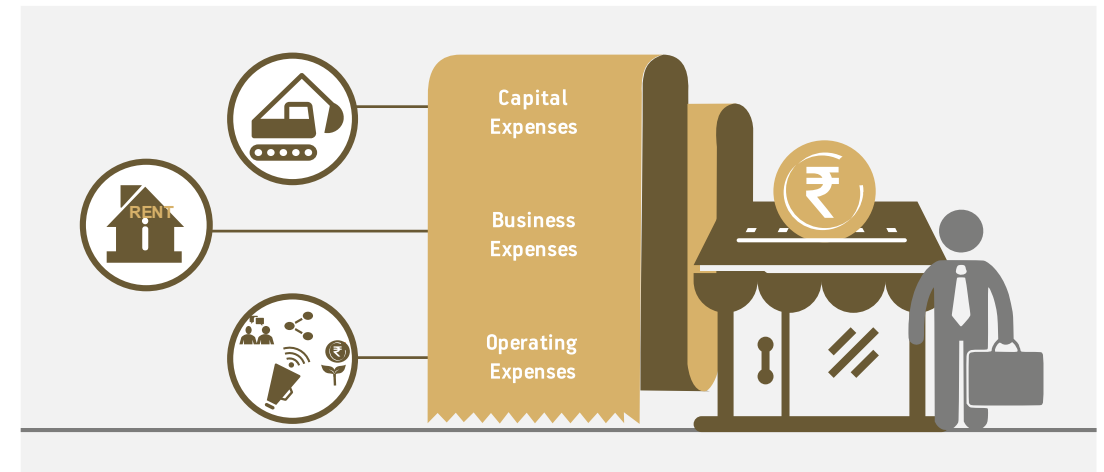 Capital
Expenses
RENT
Business
Expenses
Operating
Expenses
₹
₹